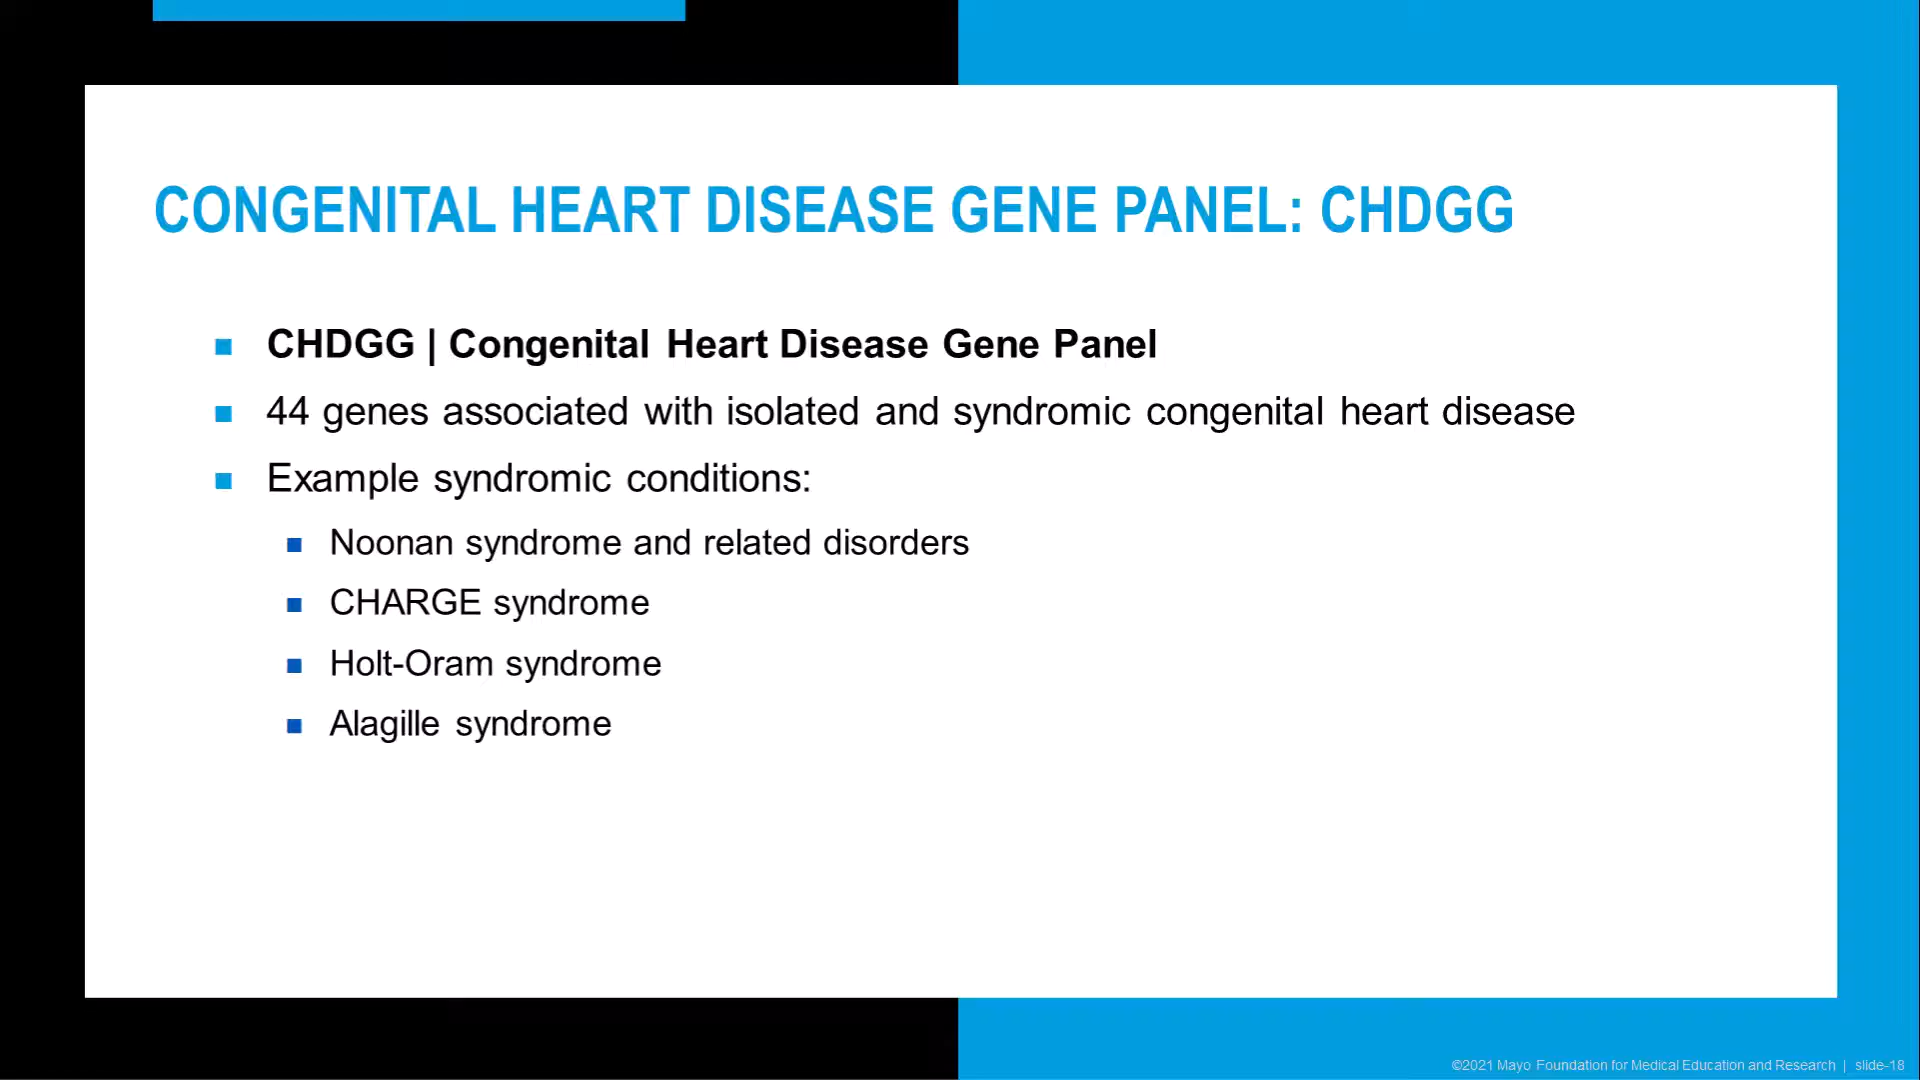 CONGENITAL HEART DISEASE GENE PANEL: CHDGG
CHDGG | Congenital Heart Disease Gene Panel
44 genes associated with isolated and syndromic congenital heart disease
Example syndromic conditions:
Noonan syndrome and related disorders
CHARGE syndrome
Holt-Oram syndrome
Alagille syndrome
©2021 Mayo Foundation for Medical Education and Research | slide-18